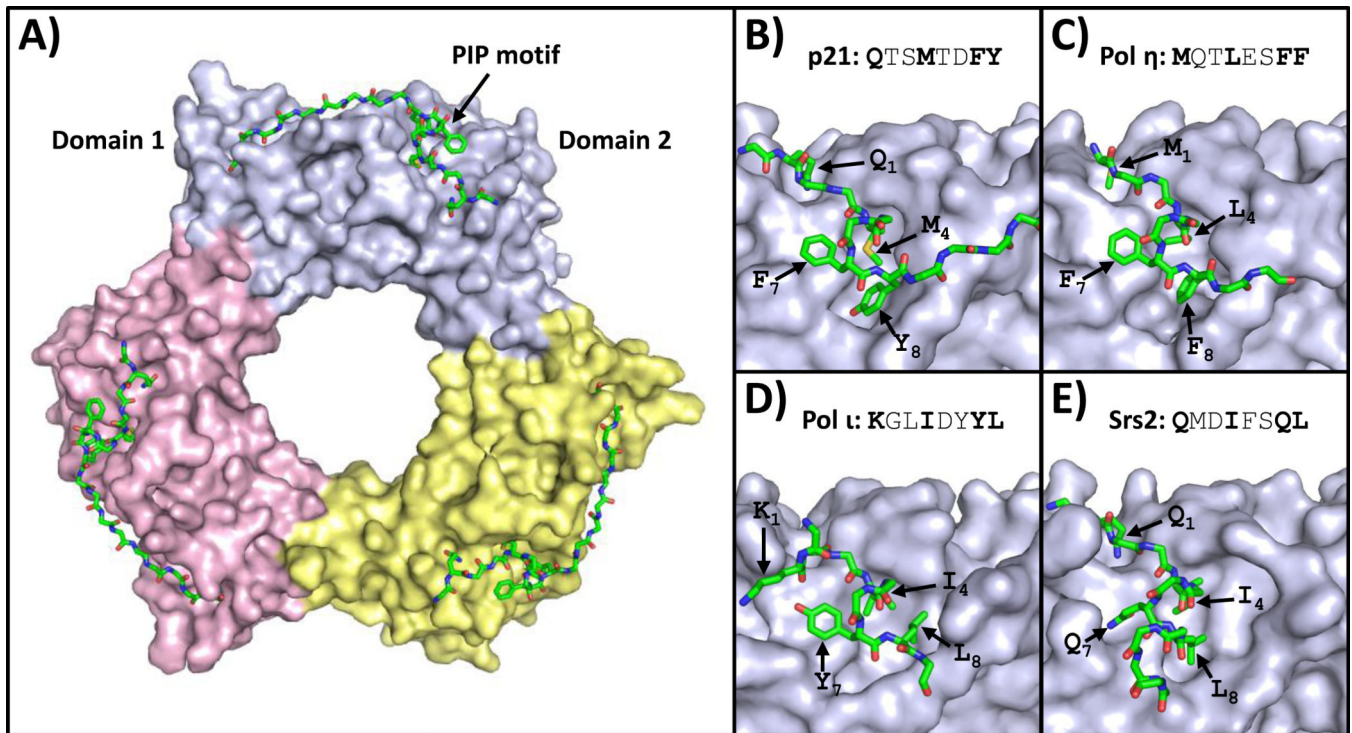 A)
PIP motif
Domain 1
Domain 2
B)
p21: QTSMTDFY
Q1
M4
F7
Y8
C)
Pol η: MQTLESFF
M1
L4
F7
F8
D)
Pol ι: KGLIDYYL
K1
I4
Y7
L8
E)
Srs2: QMDIFSQL
Q1
I4
Q7
L8